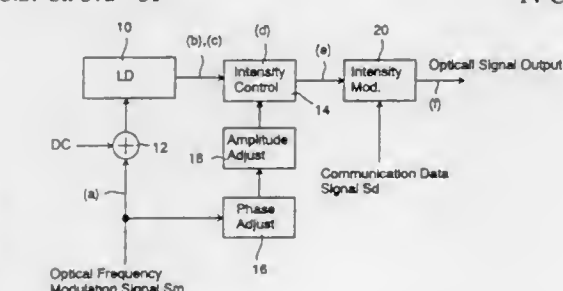 10
LD
(b),(c)
(d)
Intensity
Control
14
(e)
20
Intensity
Mod.
Opticall Signal Output
(f)
DC
12
18
Amplitude
Adjust
Communication Data
Signal Sd
(a)
Phase
Adjust
16
Optical Frequency
Modulation Signal Sm